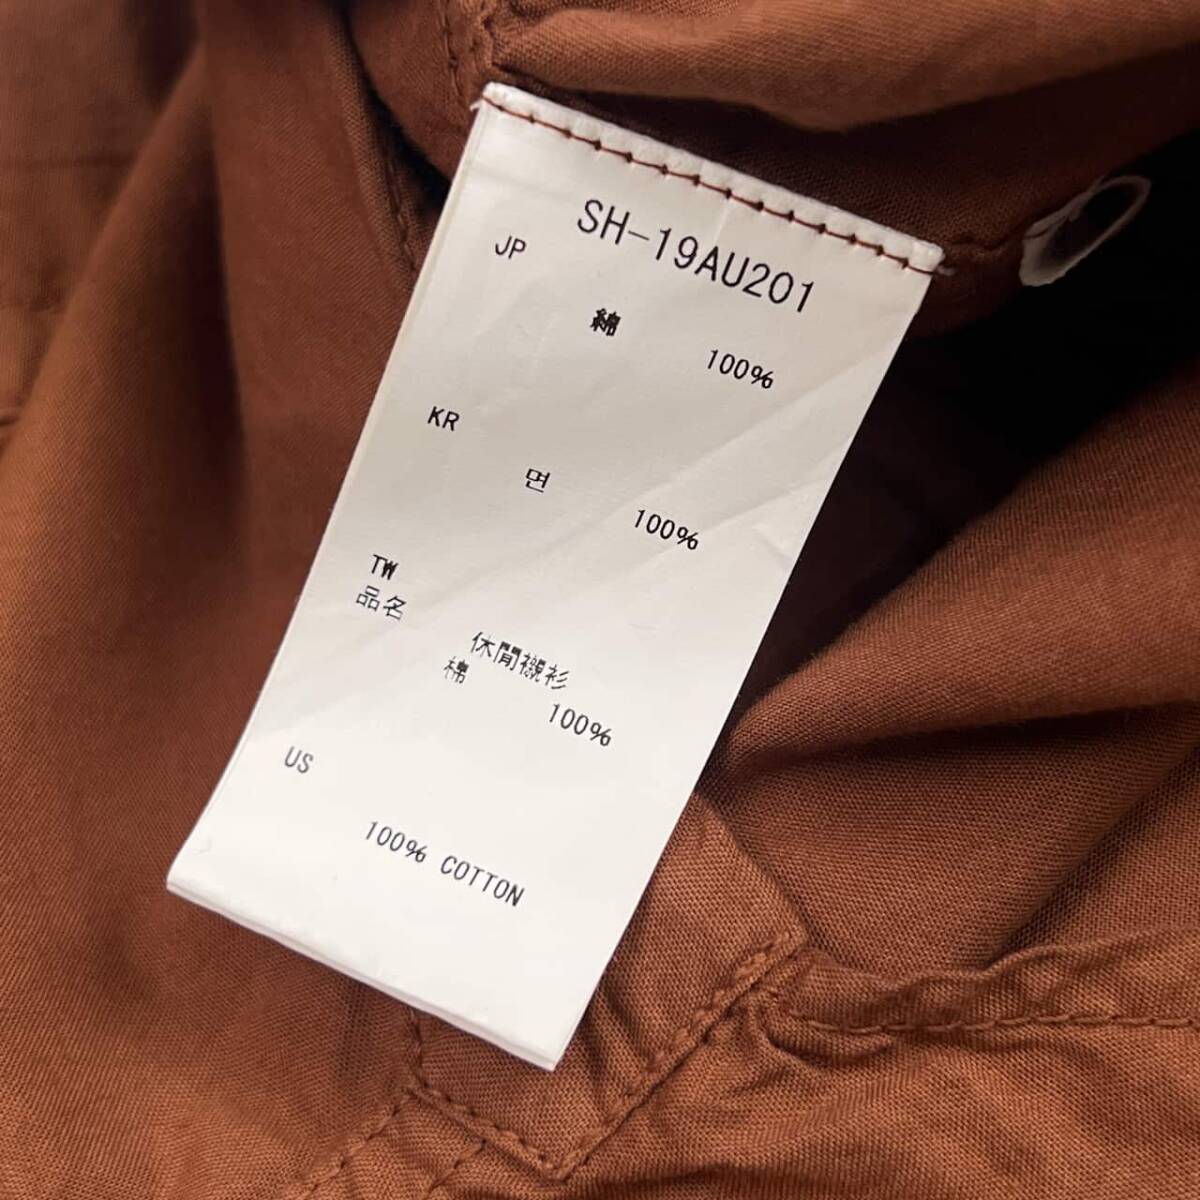 SH-19AU201
JP
綿 100%
KR
면 100%
TW
品名 休閒襯衫
棉 100%
US
100% COTTON